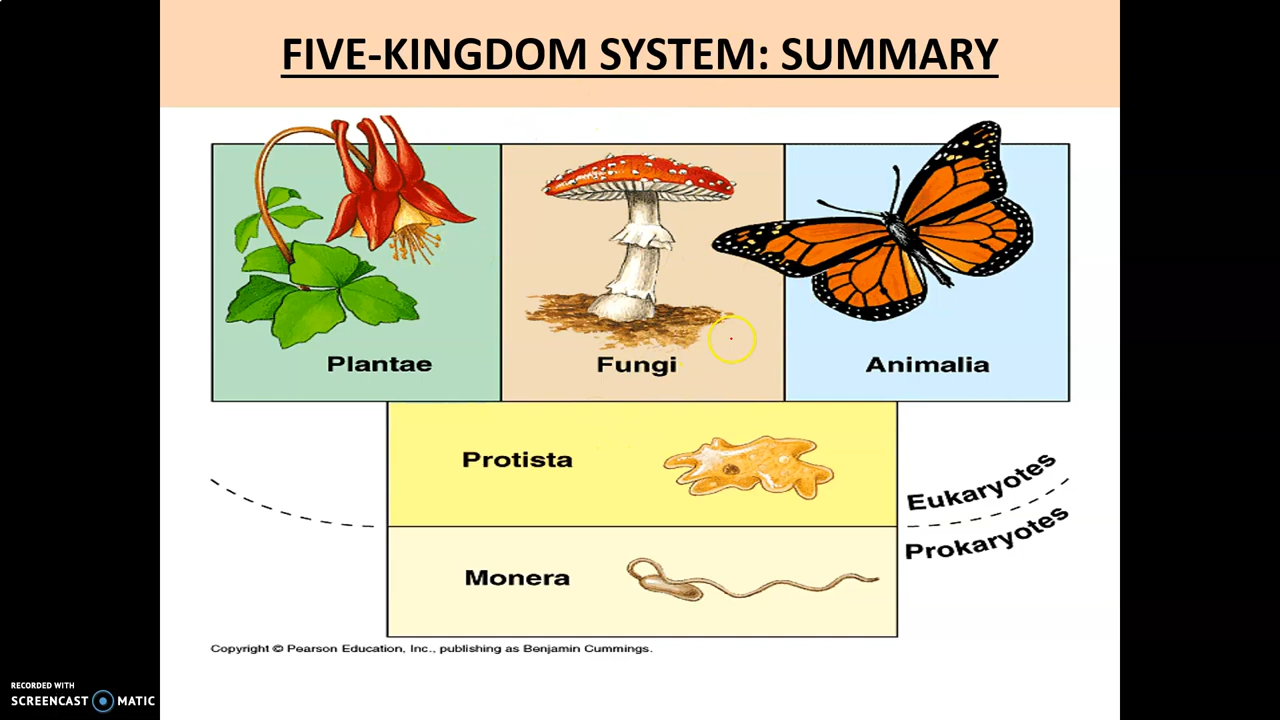 FIVE-KINGDOM SYSTEM: SUMMARY
Plantae
Fungi
Animalia
Protista
Eukaryotes
Prokaryotes
Monera
Copyright © Pearson Education, Inc., publishing as Benjamin Cummings.
RECORDED WITH
SCREENCAST MATIC